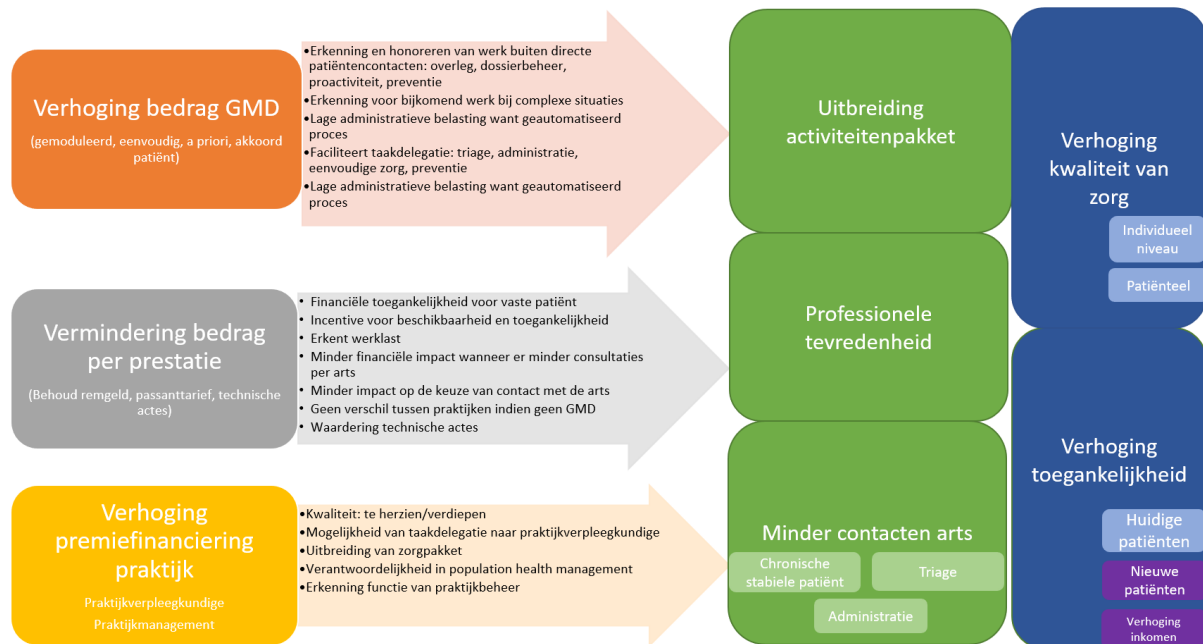 Verhoging bedrag GMD
(gemoduleerd, eenvoudig, a priori, akkoord
patiënt)
•Erkenning en honoreren van werk buiten directe
patiëntencontacten: overleg, dossierbeheer,
proactiviteit, preventie
•Erkenning voor bijkomend werk bij complexe situaties
•Lage administratieve belasting want geautomatiseerd
proces
•Faciliteert taakdelegatie: triage, administratie,
eenvoudige zorg, preventie
•Lage administratieve belasting want geautomatiseerd
proces
Vermindering bedrag
per prestatie
(Behoud remgeld, passanttarief, technische
actes)
• Financiële toegankelijkheid voor vaste patiënt
• Incentive voor beschikbaarheid en toegankelijkheid
• Erkent werklast
• Minder financiële impact wanneer er minder consultaties
per arts
• Minder impact op de keuze van contact met de arts
• Geen verschil tussen praktijken indien geen GMD
• Waardering technische actes
Verhoging
premiefinanciering
praktijk
Praktijkverpleegkundige
Praktijkmanagement
•Kwaliteit: te herzien/verdiepen
•Mogelijkheid van taakdelegatie naar praktijkverpleegkundige
•Uitbreiding van zorgpakket
•Verantwoordelijkheid in population health management
•Erkenning functie van praktijkbeheer
Uitbreiding
activiteitenpakket
Professionele
tevredenheid
Minder contacten arts
Chronische
stabiele patiënt
Triage
Administratie
Verhoging
kwaliteit van
zorg
Individueel
niveau
Patiënteel
Verhoging
toegankelijkheid
Huidige
patiënten
Nieuwe
patiënten
Verhoging
inkomen